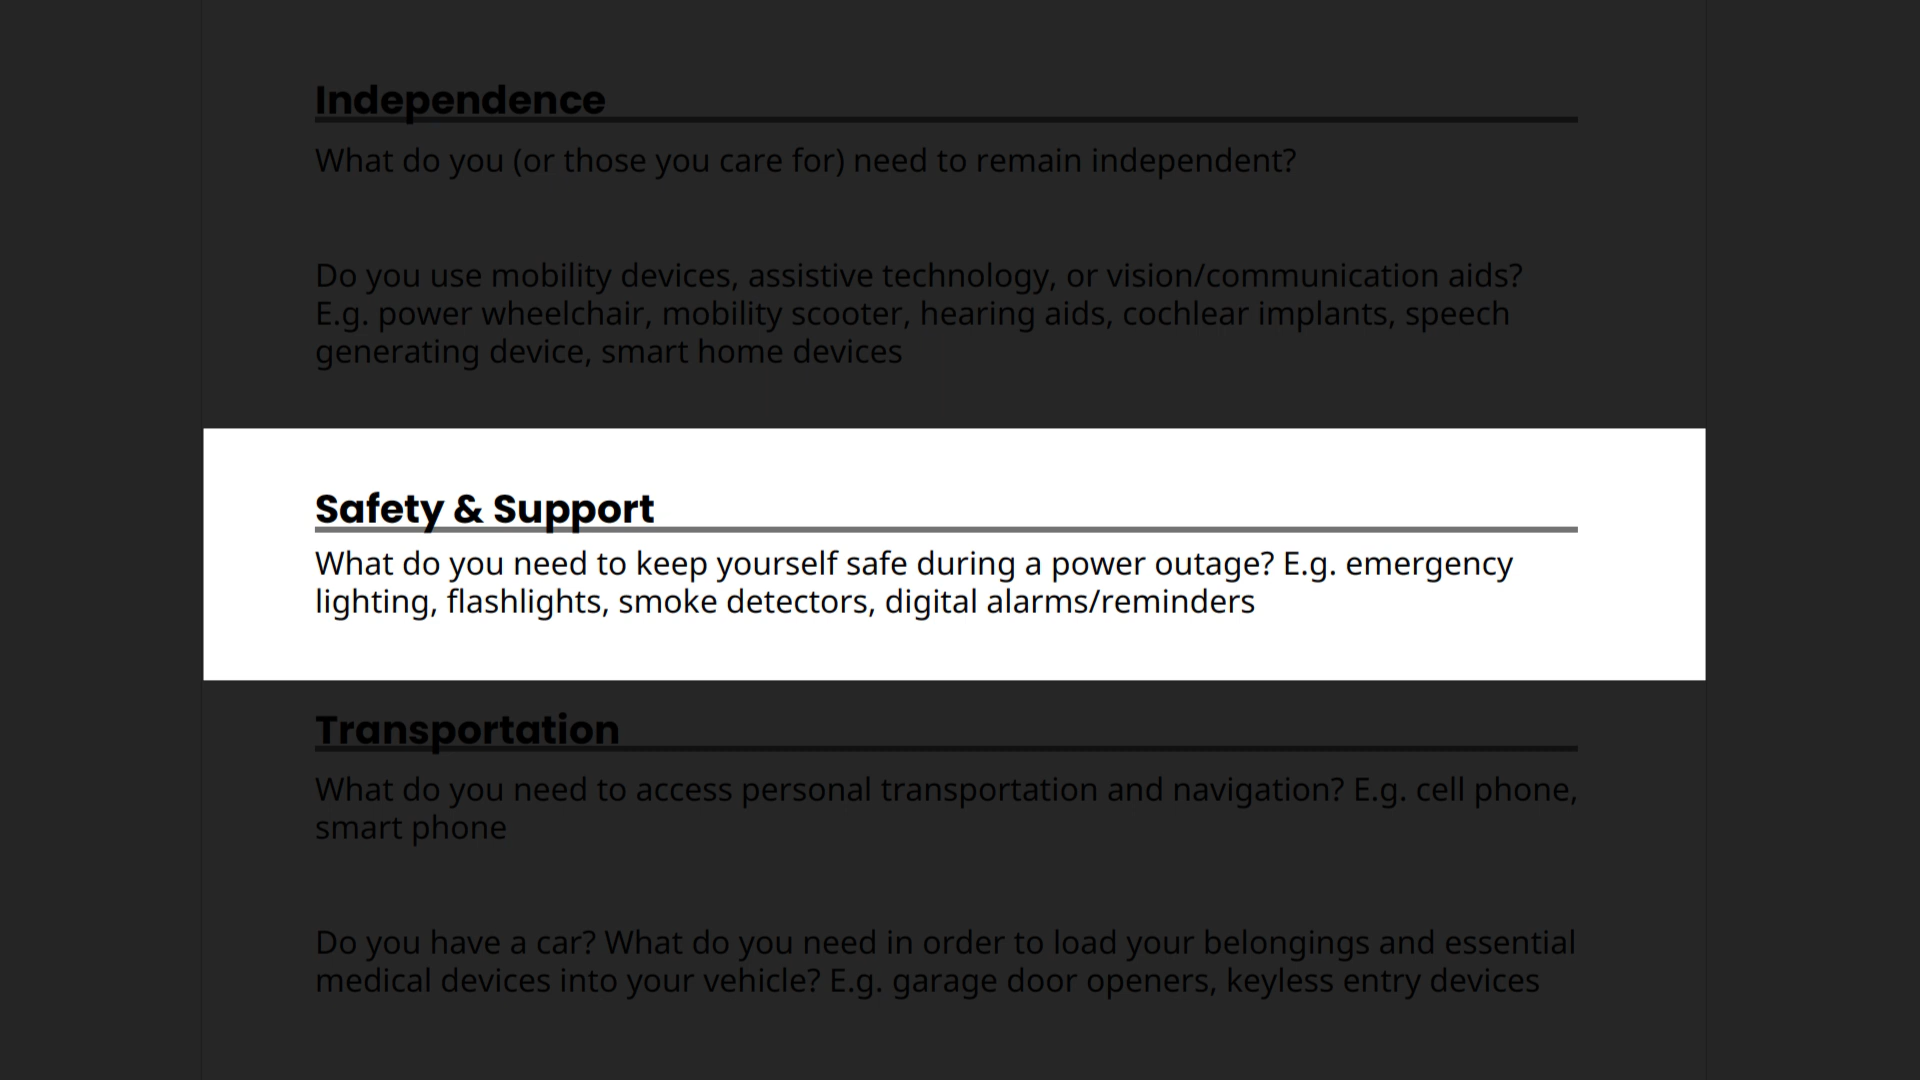 Independence
What do you (or those you care for) need to remain independent?
Do you use mobility devices, assistive technology, or vision/communication aids?
E.g. power wheelchair, mobility scooter, hearing aids, cochlear implants, speech
generating device, smart home devices
Safety & Support
What do you need to keep yourself safe during a power outage? E.g. emergency
lighting, flashlights, smoke detectors, digital alarms/reminders
Transportation
What do you need to access personal transportation and navigation? E.g. cell phone,
smart phone
Do you have a car? What do you need in order to load your belongings and essential
medical devices into your vehicle? E.g. garage door openers, keyless entry devices